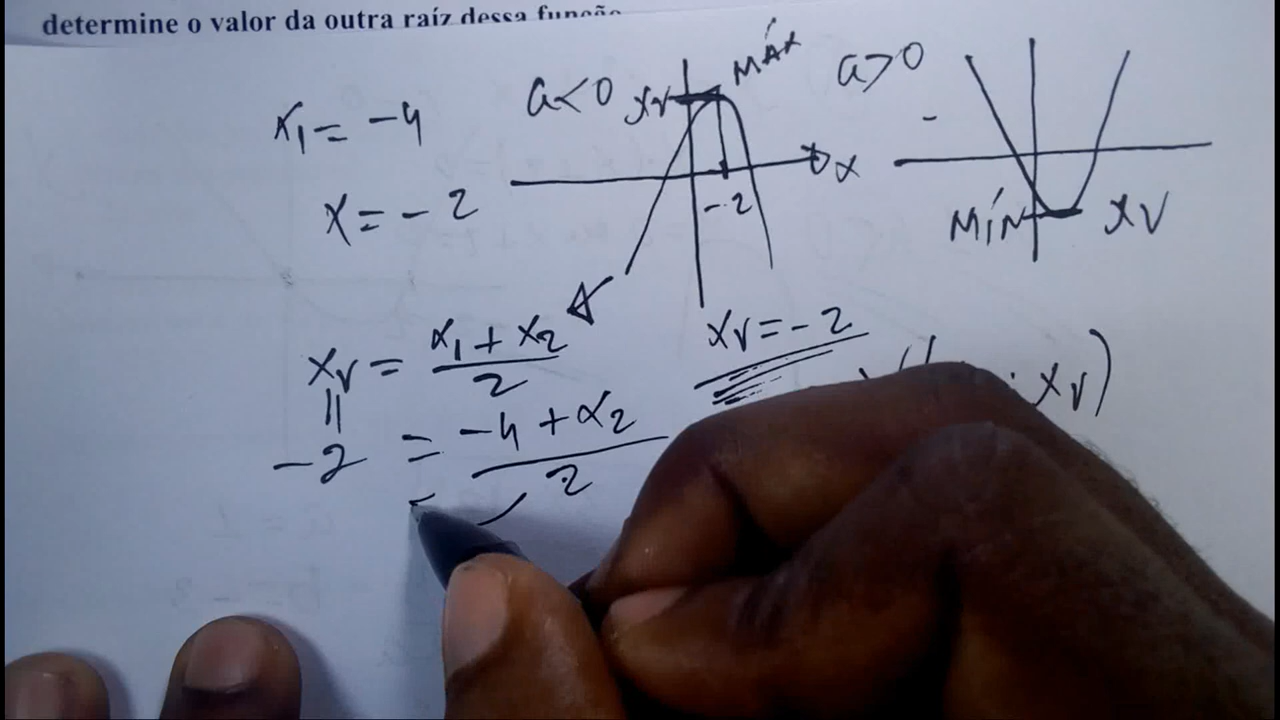 determine o valor da outra raíz dessa função
x₁ = -4
x = -2
a < 0
xv
MÁX
x
-2
a > 0
-
MÍN
xv
xv = (x₁ + x₂)/2
xv = -2
xv)
-2 = (-4 + x₂)/2